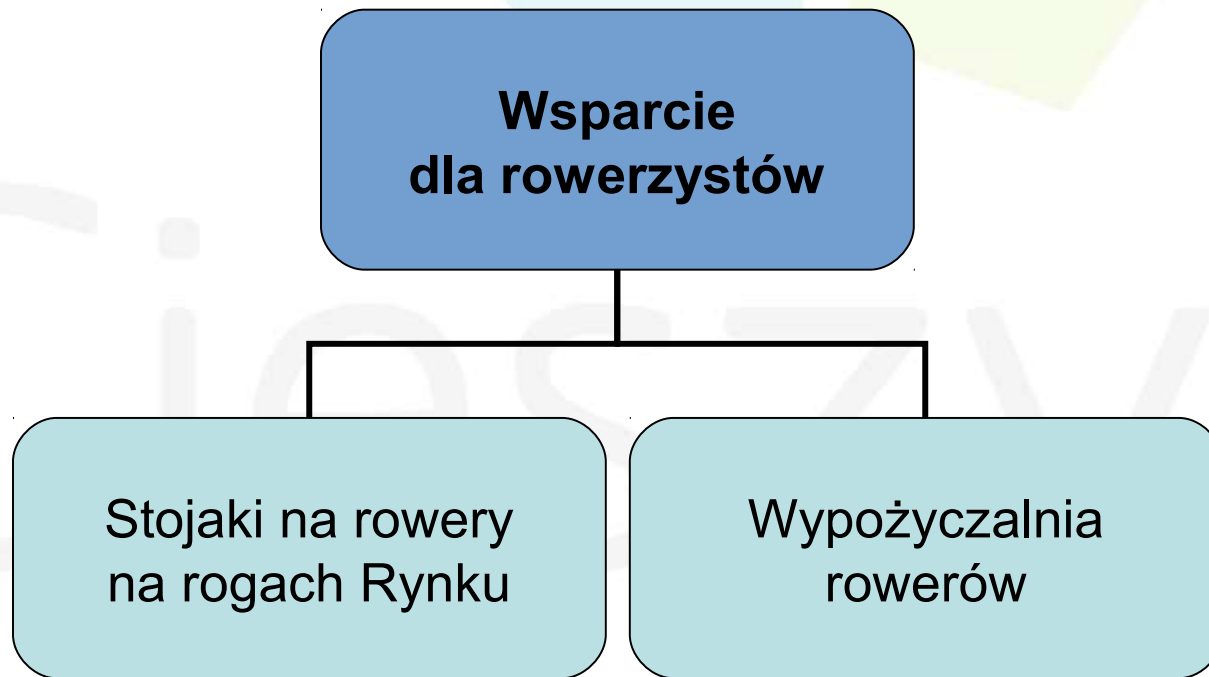 Wsparcie
dla rowerzystów
Stojaki na rowery
na rogach Rynku
Wypożyczalnia
rowerów